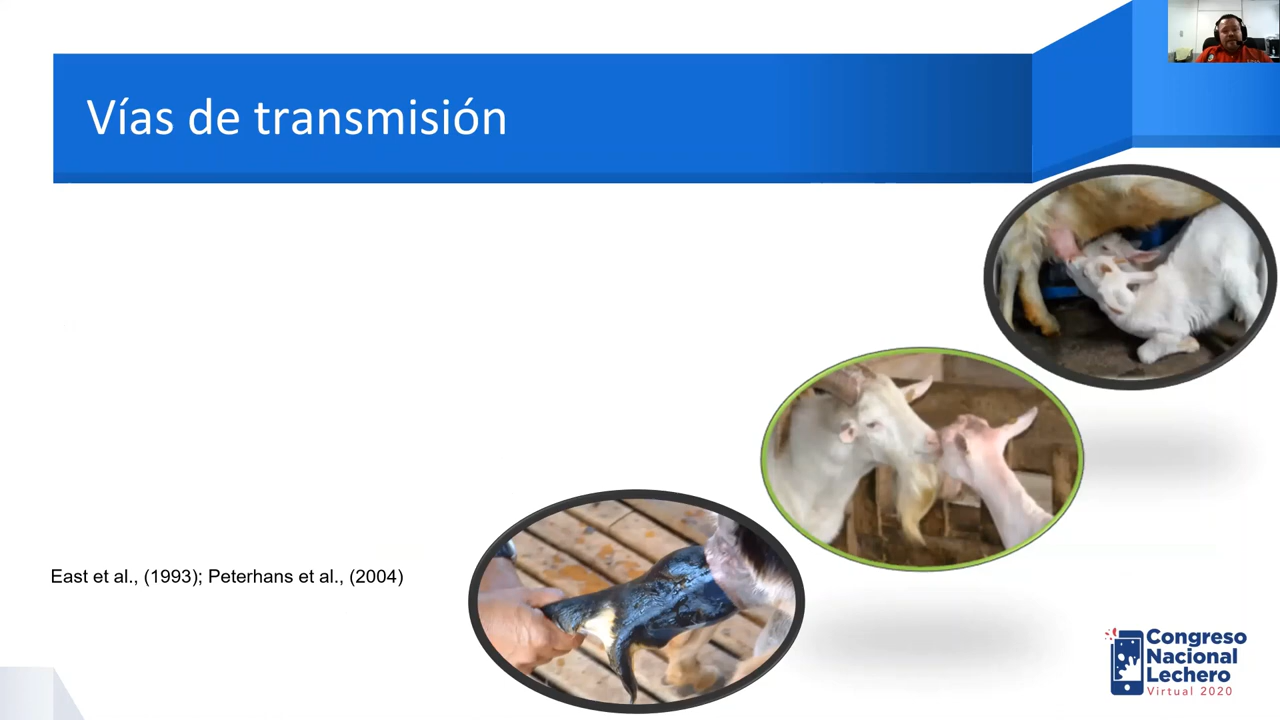 Vías de transmisión
East et al., (1993); Peterhans et al., (2004)
Congreso
Nacional
Lechero
Virtual 2020